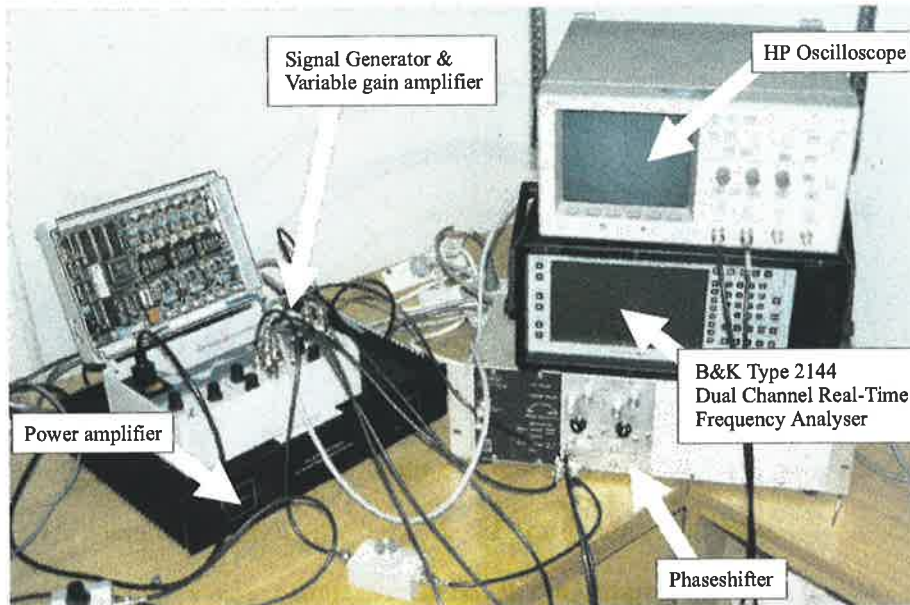 Signal Generator &
Variable gain amplifier
HP Oscilloscope
B&K Type 2144
Dual Channel Real-Time
Frequency Analyser
Power amplifier
Phaseshifter